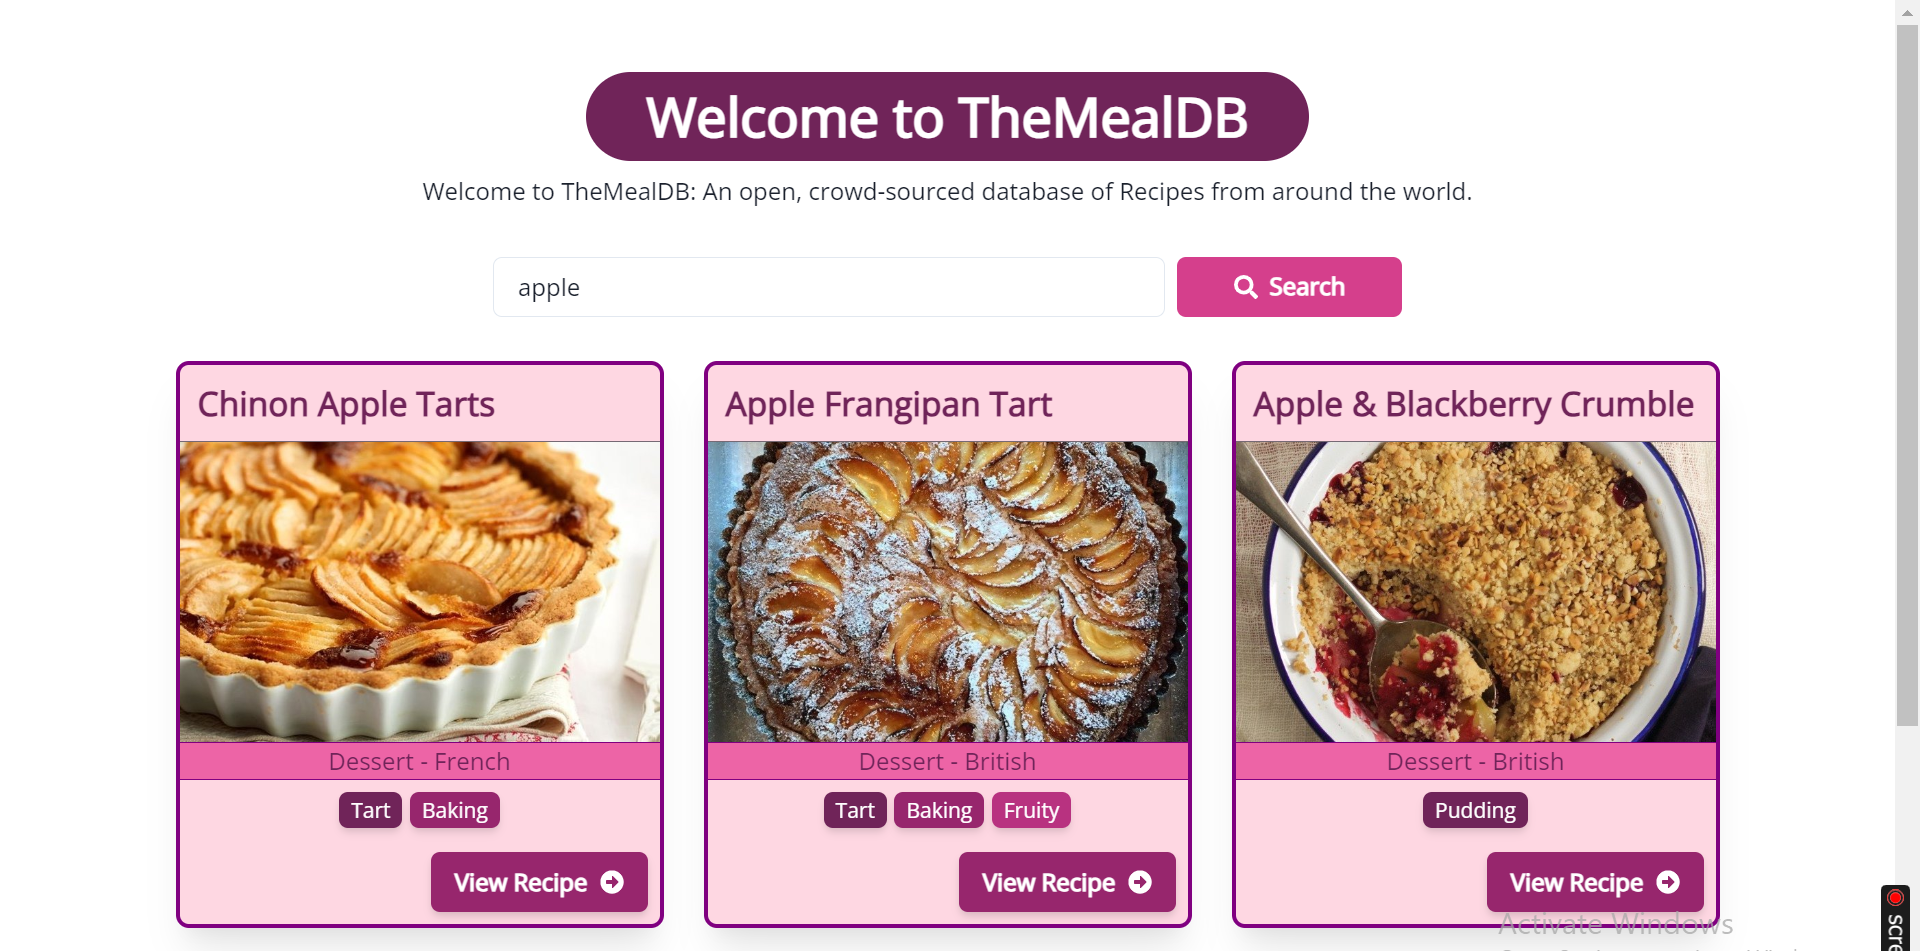 Welcome to TheMealDB
Welcome to TheMealDB: An open, crowd-sourced database of Recipes from around the world.
apple
Search
Chinon Apple Tarts
Dessert - French
Tart
Baking
View Recipe
Apple Frangipan Tart
Dessert - British
Tart
Baking
Fruity
View Recipe
Apple & Blackberry Crumble
Dessert - British
Pudding
View Recipe
Activate Windows